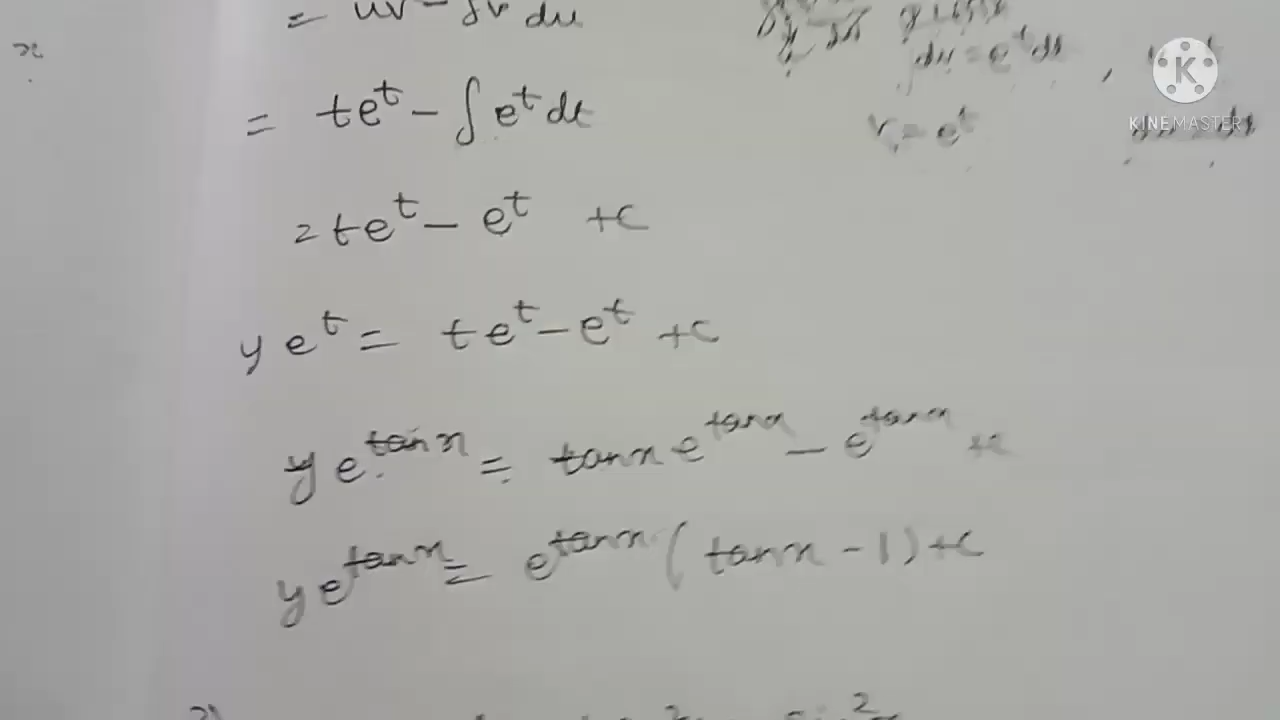 = uv - ∫v du
x
du = e^t dt ,
= te^t - ∫ e^t dt
v = e^t
KINEMASTER
= te^t - e^t + c
y e^t = te^t - e^t + c
y e^tanx = tanx e^tanx - e^tanx + c
y e^tanx = e^tanx (tanx - 1) + c